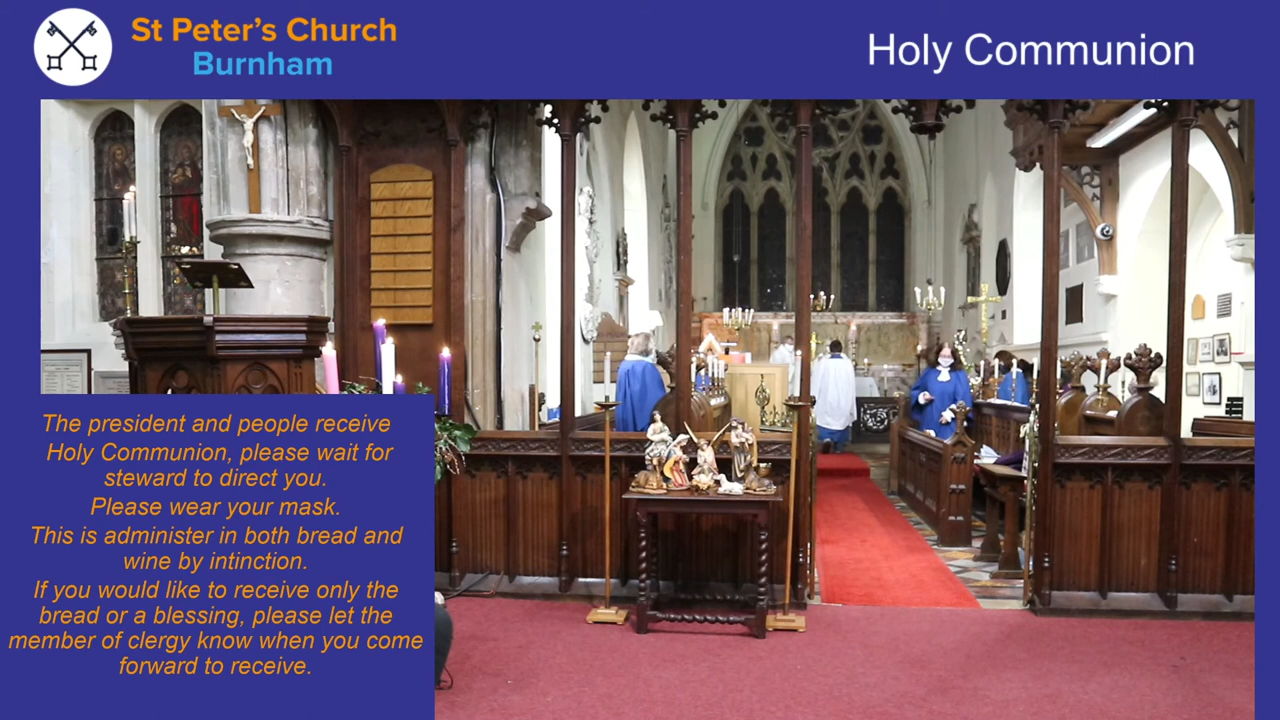 St Peter's Church
Burnham
Holy Communion
The president and people receive
Holy Communion, please wait for
steward to direct you.
Please wear your mask.
This is administer in both bread and
wine by intinction.
If you would like to receive only the
bread or a blessing, please let the
member of clergy know when you come
forward to receive.